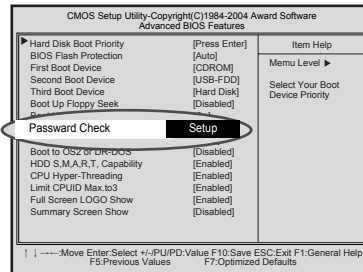 CMOS Setup Utility-Copyright(C)1984-2004 Award Software
Advanced BIOS Features
Hard Disk Boot Priority [Press Enter]
BIOS Flash Protection [Auto]
First Boot Device [CDROM]
Second Boot Device [USB-FDD]
Third Boot Device [Hard Disk]
Boot Up Floppy Seek [Disabled]
Passward Check Setup
Boot to OS2 or DR-DOS [Disabled]
HDD S,M,A,R,T, Capability [Enabled]
CPU Hyper-Threading [Enabled]
Limit CPUID Max.to3 [Enabled]
Full Screen LOGO Show [Enabled]
Summary Screen Show [Disabled]
Item Help
Menu Level ▶
Select Your Boot
Device Priority
↑↓→←:Move Enter:Select +/-/PU/PD:Value F10:Save ESC:Exit F1:General Help
F5:Previous Values F7:Optimized Defaults